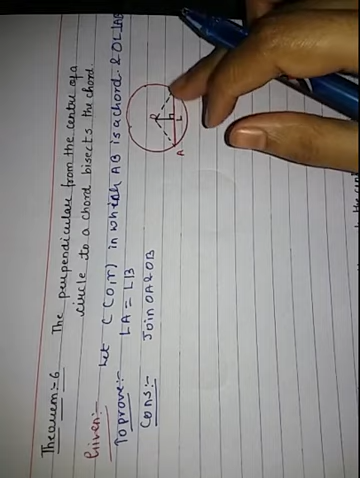 Theorem:-6 The perpendicular from the centre of a
circle to a chord bisects the chord.
Given:- Let C(O,r) in which AB is a chord & OL⊥AB
To prove:- LA = LB
Cons:- Join OA & OB
L
A